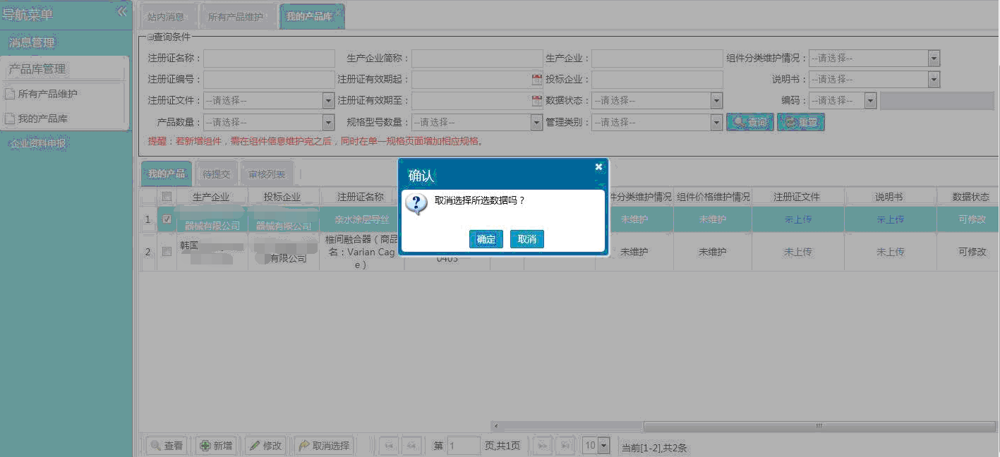 导航菜单
消息管理
产品库管理
所有产品维护
我的产品库
企业资料申报
站内消息 所有产品维护 我的产品库
查询条件
注册证名称： 生产企业简称： 生产企业： 组件分类维护情况： --请选择--
注册证编号： 注册证有效期起： 投标企业： 说明书： --请选择--
注册证文件： --请选择-- 注册证有效期至： 数据状态： --请选择-- 编码： --请选择--
产品数量： --请选择-- 规格型号数量： --请选择-- 管理类别： --请选择-- 查询 重置
提醒：若新增组件，需在组件信息维护完之后，同时在单一规格页面增加相应规格。
我的产品 待提交 审核列表
确认
取消选择所选数据吗？
确定 取消
生产企业 投标企业 注册证名称 件分类维护情况 组件价格维护情况 注册证文件 说明书 数据状态
1 器械有限公司 器械有限公司 亲水涂层导丝 未维护 未维护 未上传 未上传 可修改
2 韩国 有限公司 椎间融合器（商品名：Varian Cage） 0403 未维护 未维护 未上传 未上传 可修改
查看 新增 修改 取消选择 第 1 页,共1页 10 当前[1-2],共2条